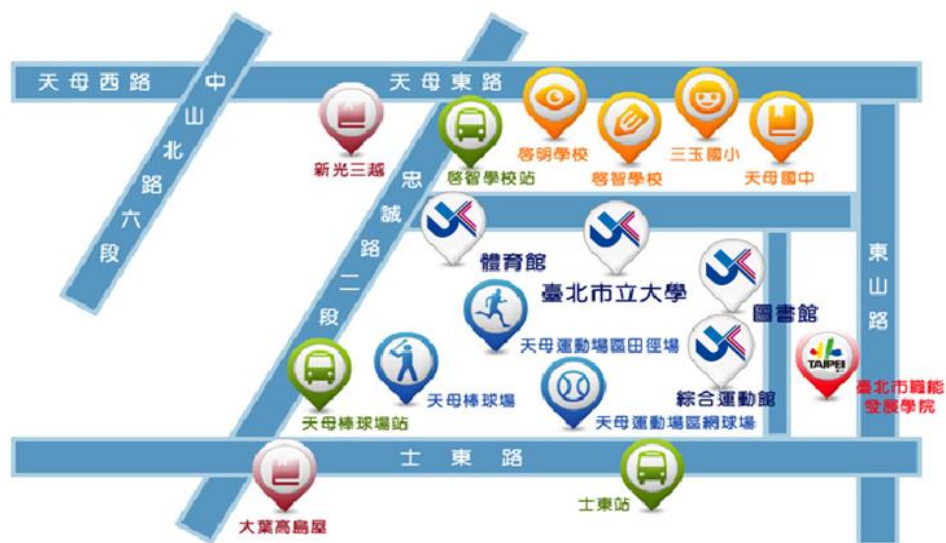 天母西路
中山北路六段
天母東路
新光三越
啓智學校站
啓明學校
啓智學校
三玉國小
天母國中
忠誠路二段
體育館
臺北市立大學
圖書館
東山路
天母運動場區田徑場
綜合運動館
TAIPEI
臺北市職能
發展學院
天母棒球場站
天母棒球場
天母運動場區網球場
士東路
大葉高島屋
士東站